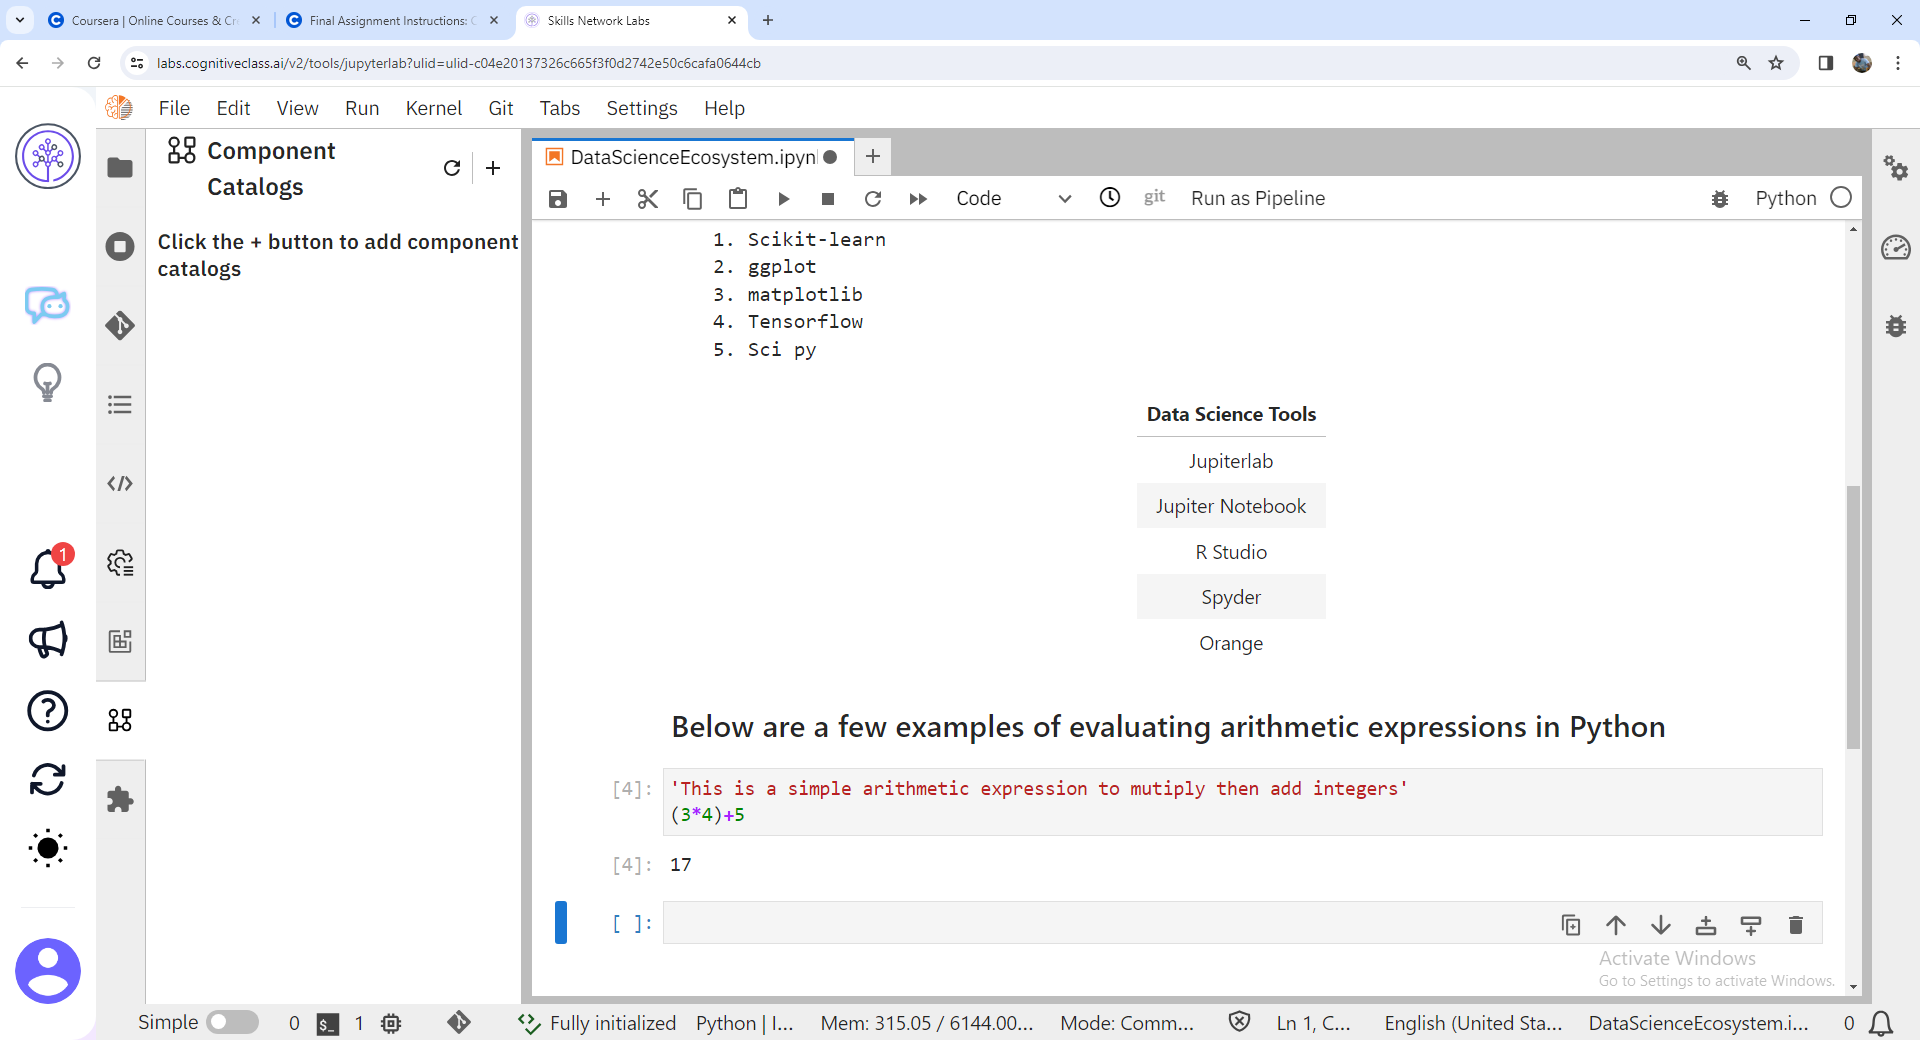 Coursera | Online Courses & Cr
Final Assignment Instructions: C
Skills Network Labs
labs.cognitiveclass.ai/v2/tools/jupyterlab?ulid=ulid-c04e20137326c665f3f0d2742e50c6cafa0644cb
File Edit View Run Kernel Git Tabs Settings Help
Component
Catalogs
Click the + button to add component
catalogs
1
DataScienceEcosystem.ipyn
Code
git
Run as Pipeline
Python
1. Scikit-learn
2. ggplot
3. matplotlib
4. Tensorflow
5. Sci py
Data Science Tools
Jupiterlab
Jupiter Notebook
R Studio
Spyder
Orange
Below are a few examples of evaluating arithmetic expressions in Python
[4]: 'This is a simple arithmetic expression to mutiply then add integers'
(3*4)+5
[4]: 17
[ ]:
Activate Windows
Go to Settings to activate Windows.
Simple 0 $_ 1 Fully initialized Python | I... Mem: 315.05 / 6144.00... Mode: Comm... Ln 1, C... English (United Sta... DataScienceEcosystem.i... 0